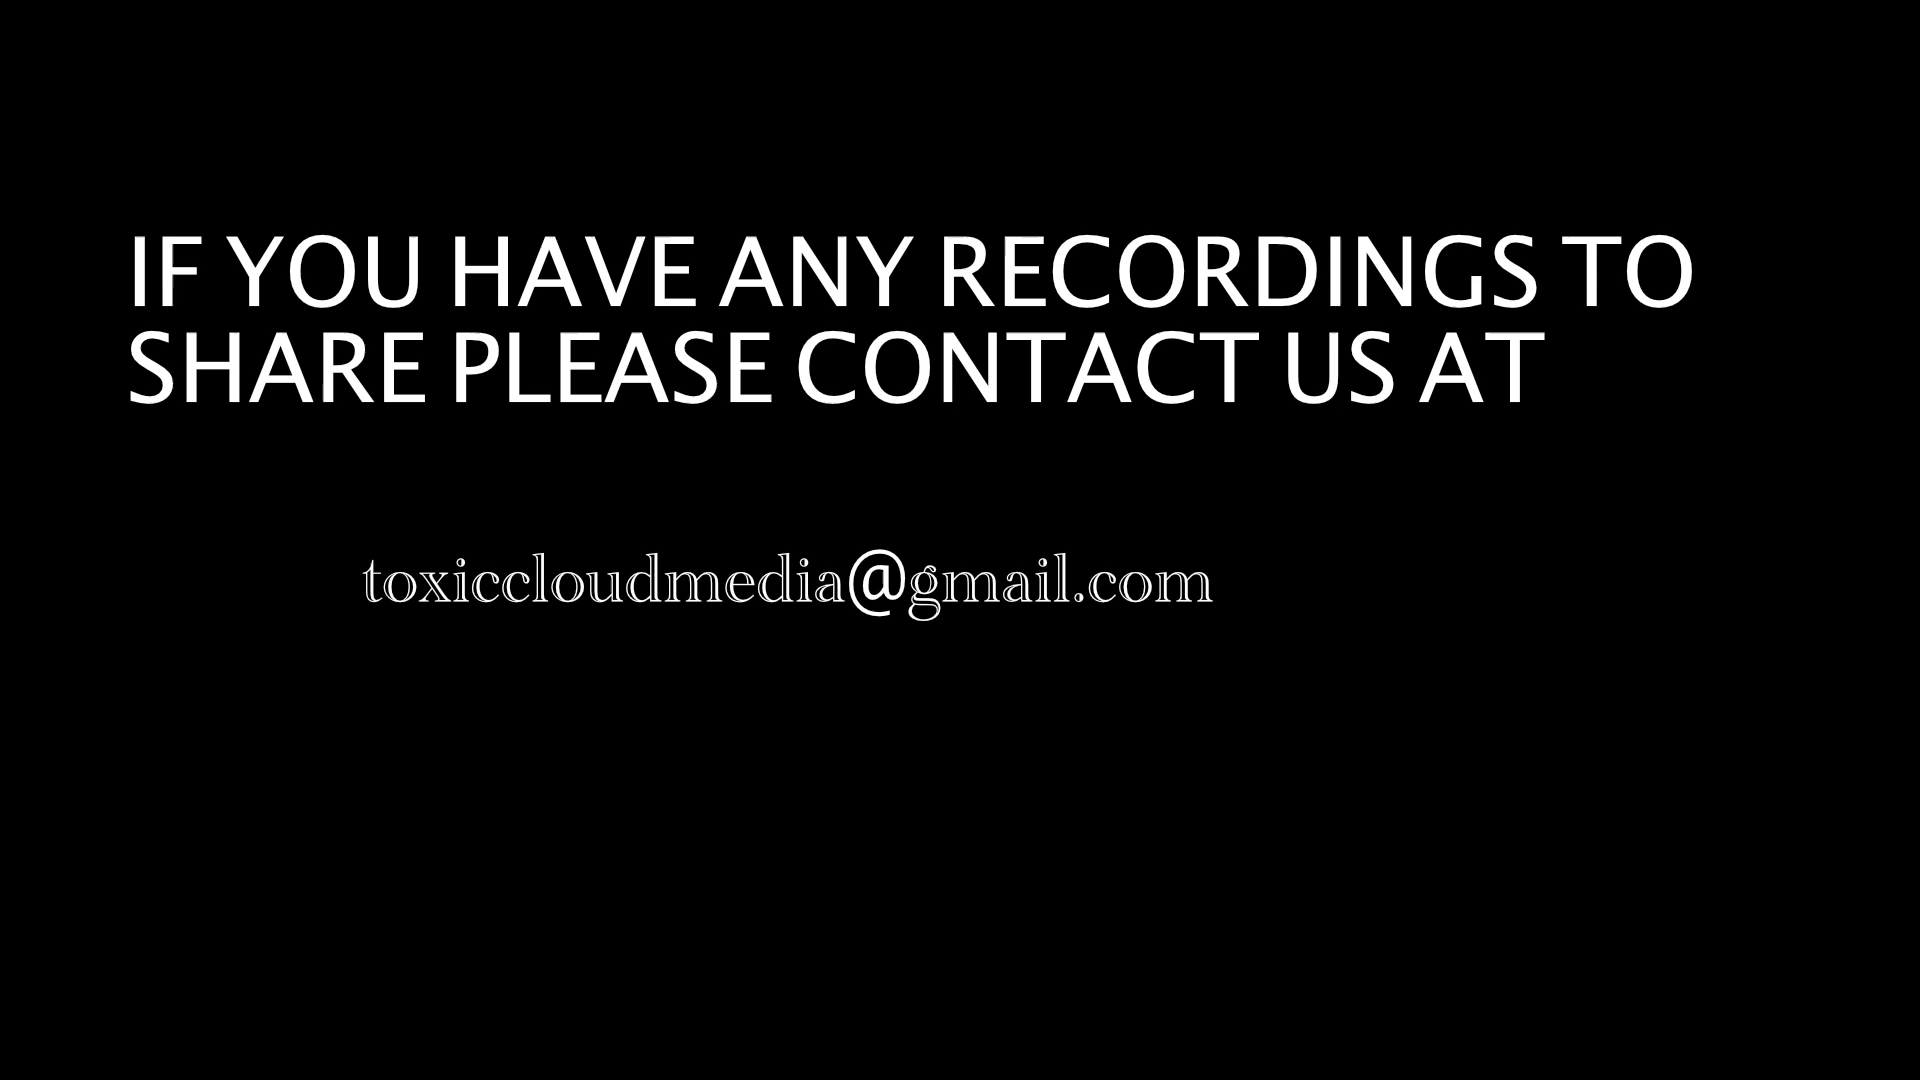 IF YOU HAVE ANY RECORDINGS TO
SHARE PLEASE CONTACT US AT
toxiccloudmedia@gmail.com